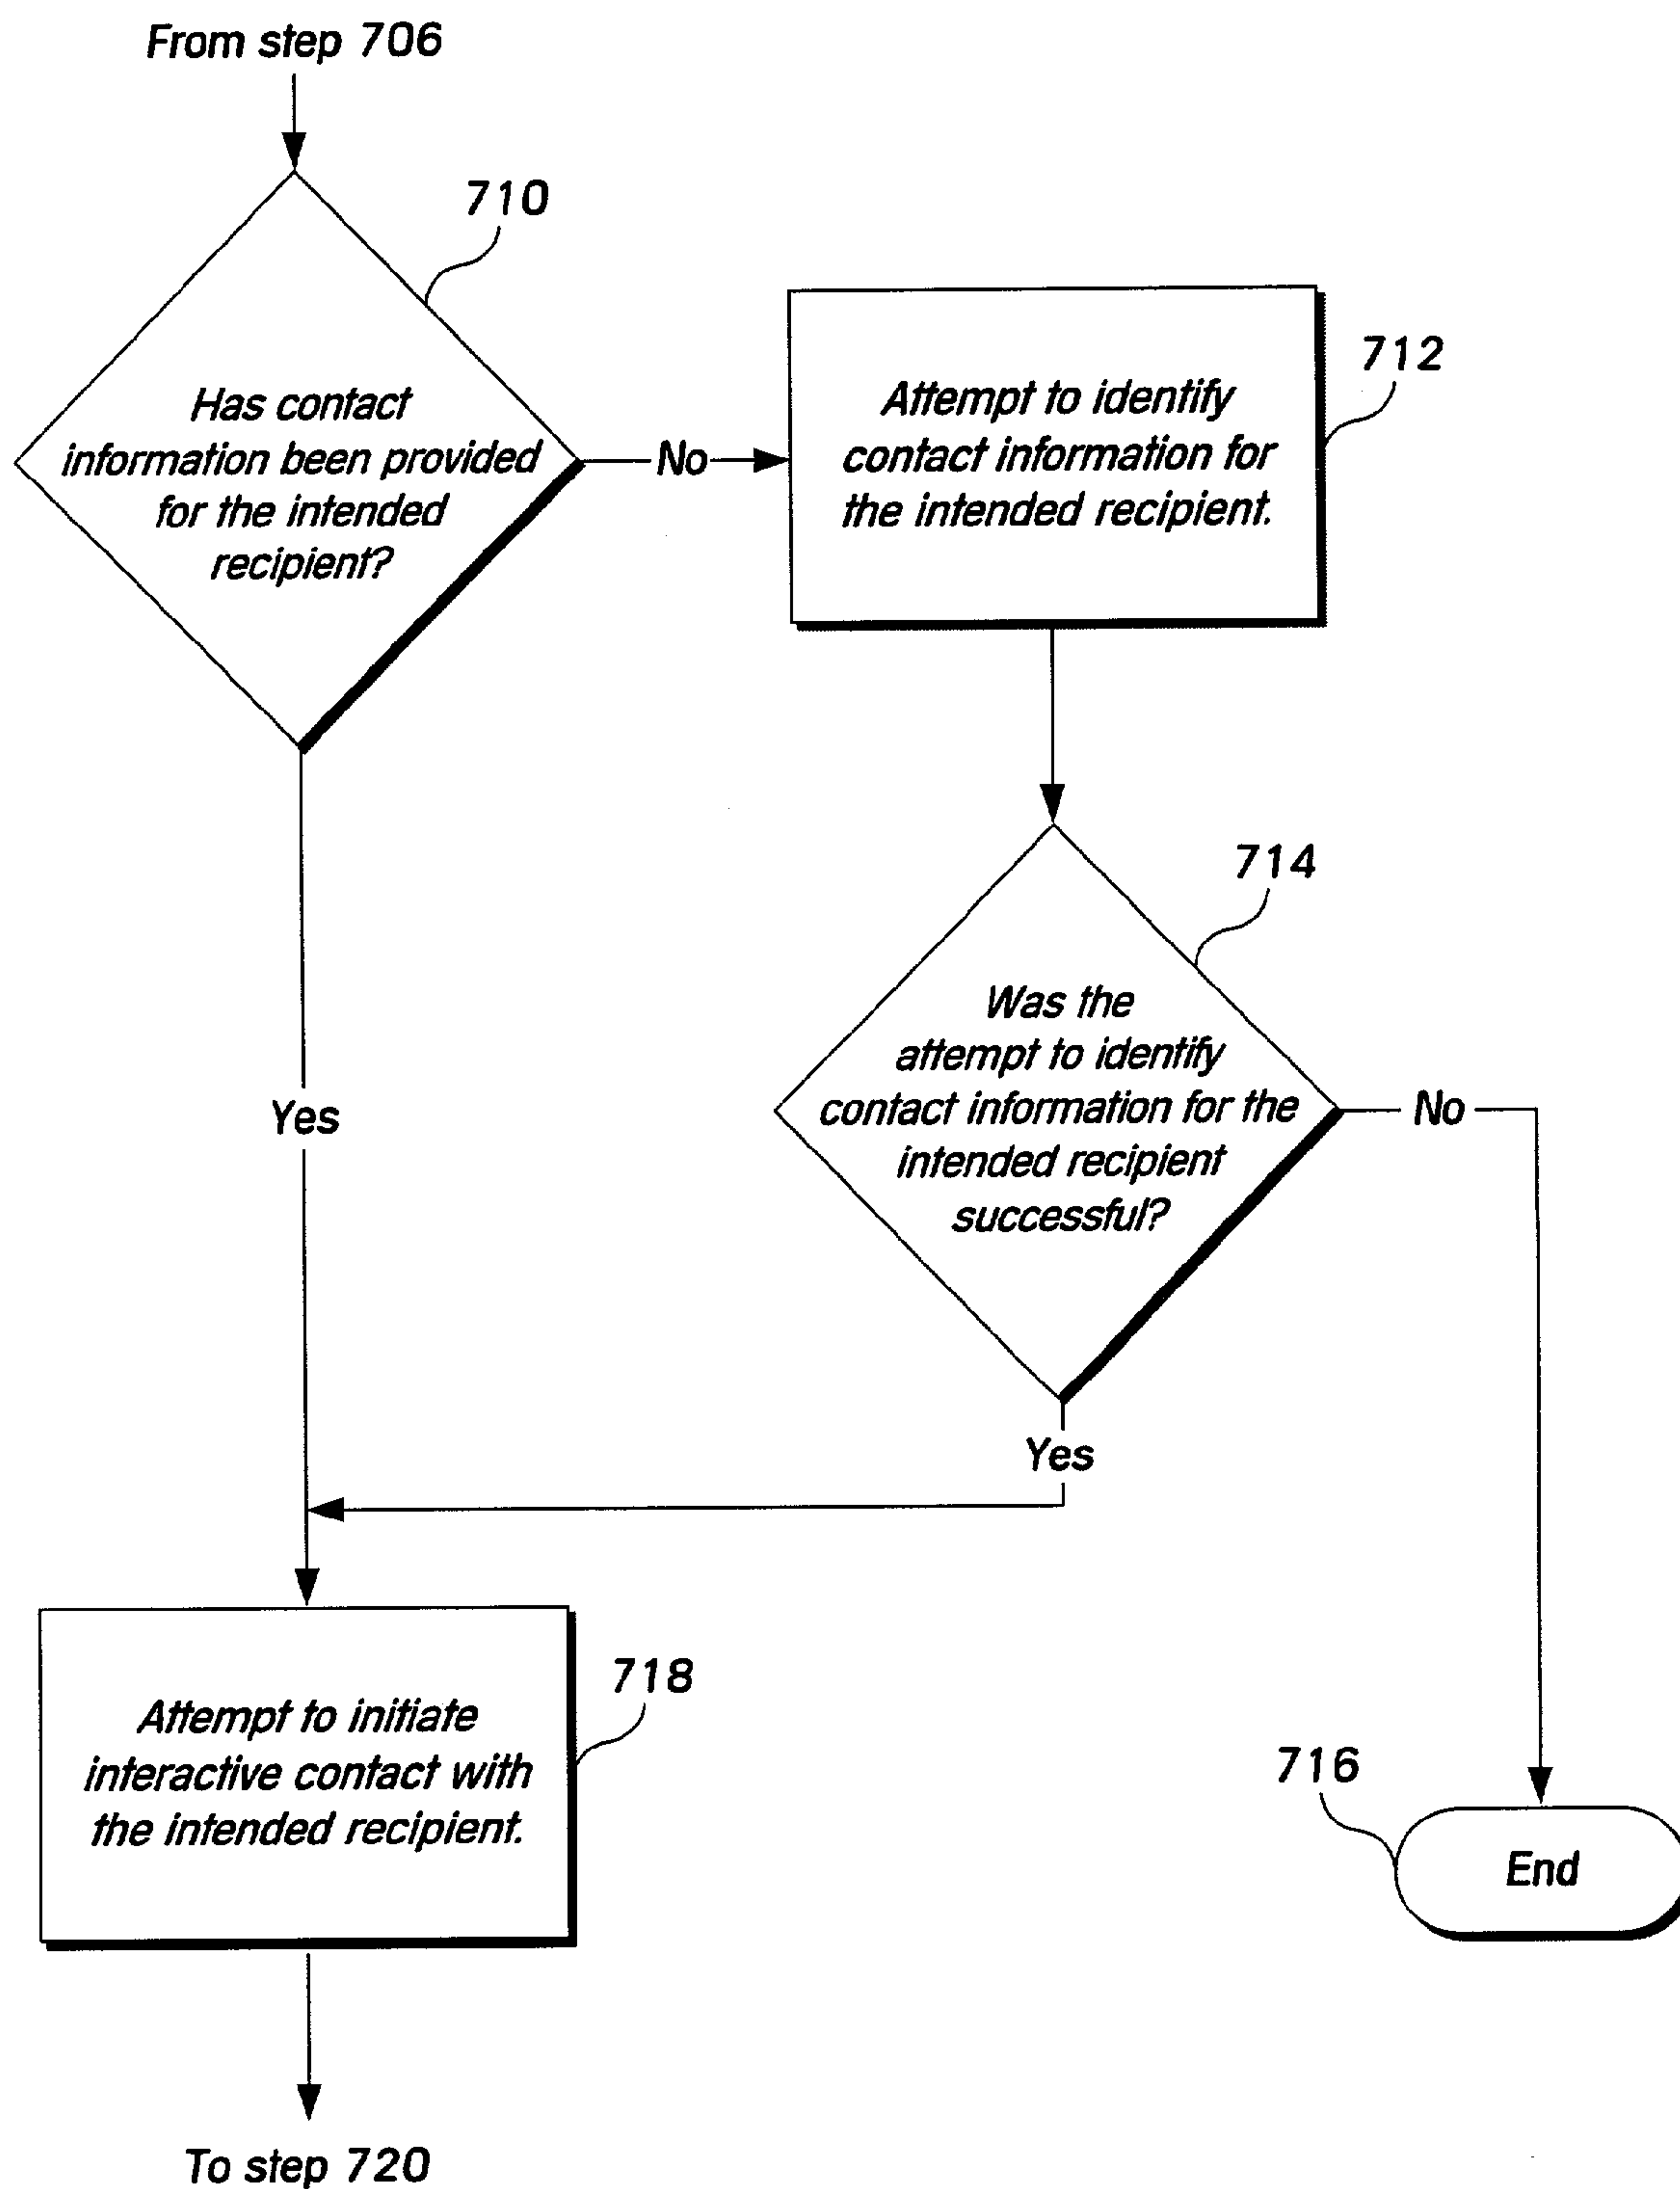 From step 706
710
Has contact
information been provided
for the intended
recipient?
No
712
Attempt to identify
contact information for
the intended recipient.
714
Was the
attempt to identify
contact information for the
intended recipient
successful?
No
Yes
Yes
718
Attempt to initiate
interactive contact with
the intended recipient.
716
End
To step 720